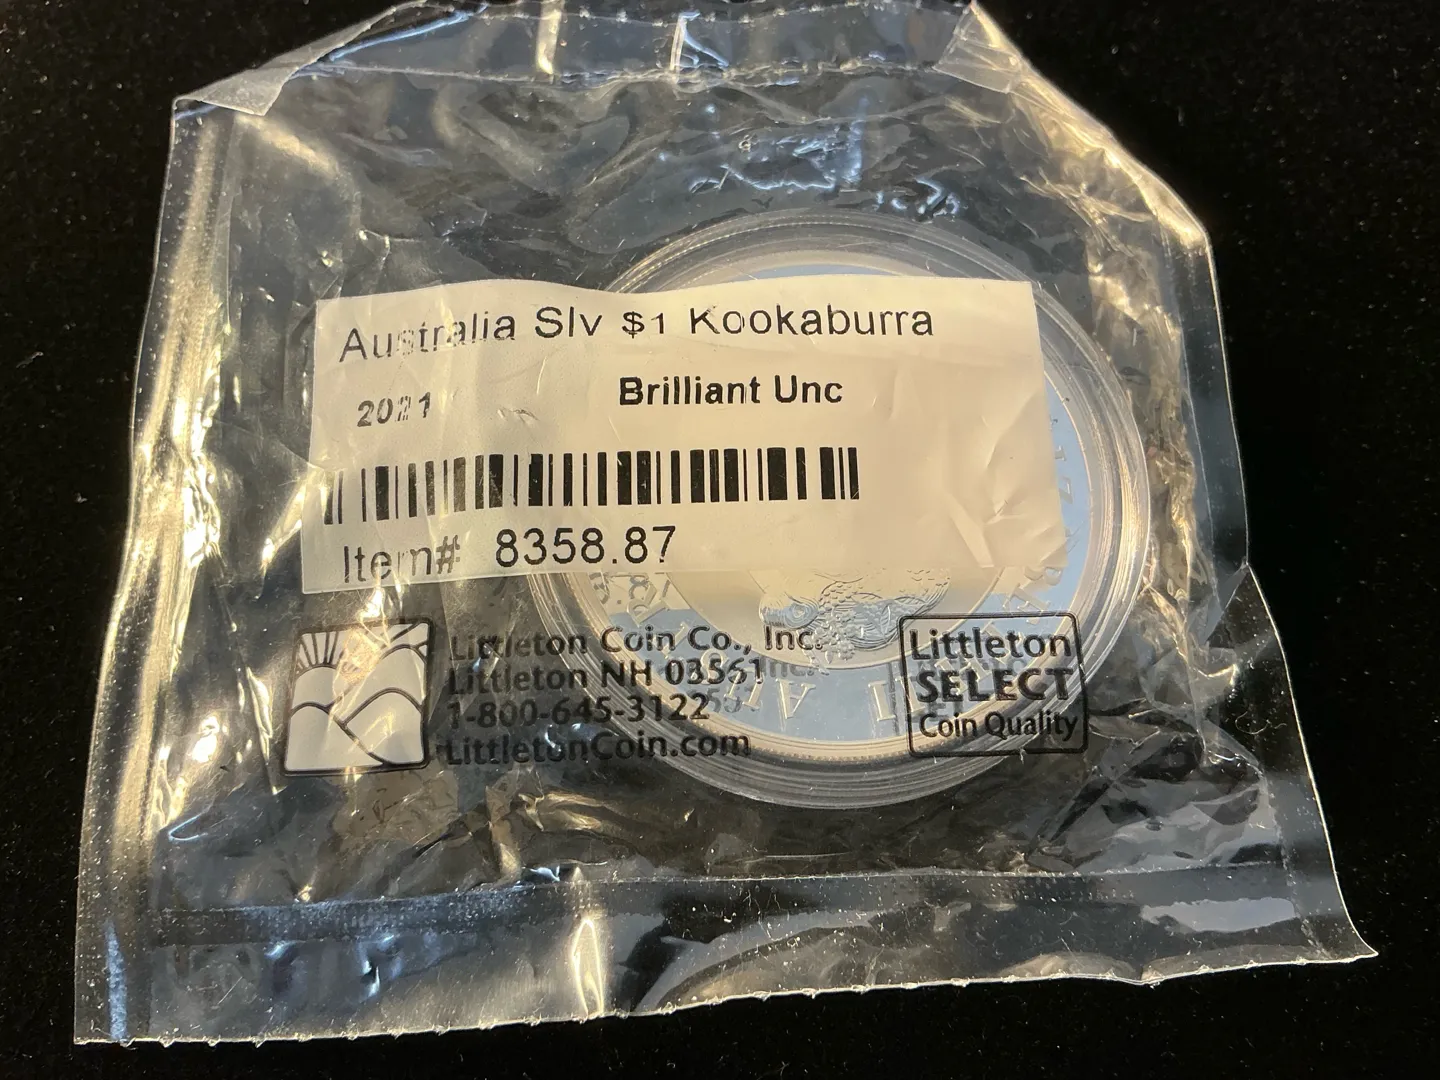 Australia Slv $1 Kookaburra
2021 Brilliant Unc
Item# 8358.87
Littleton Coin Co., Inc.
Littleton NH 03561
1-800-645-3122
LittletonCoin.com
Littleton
SELECT
Coin Quality